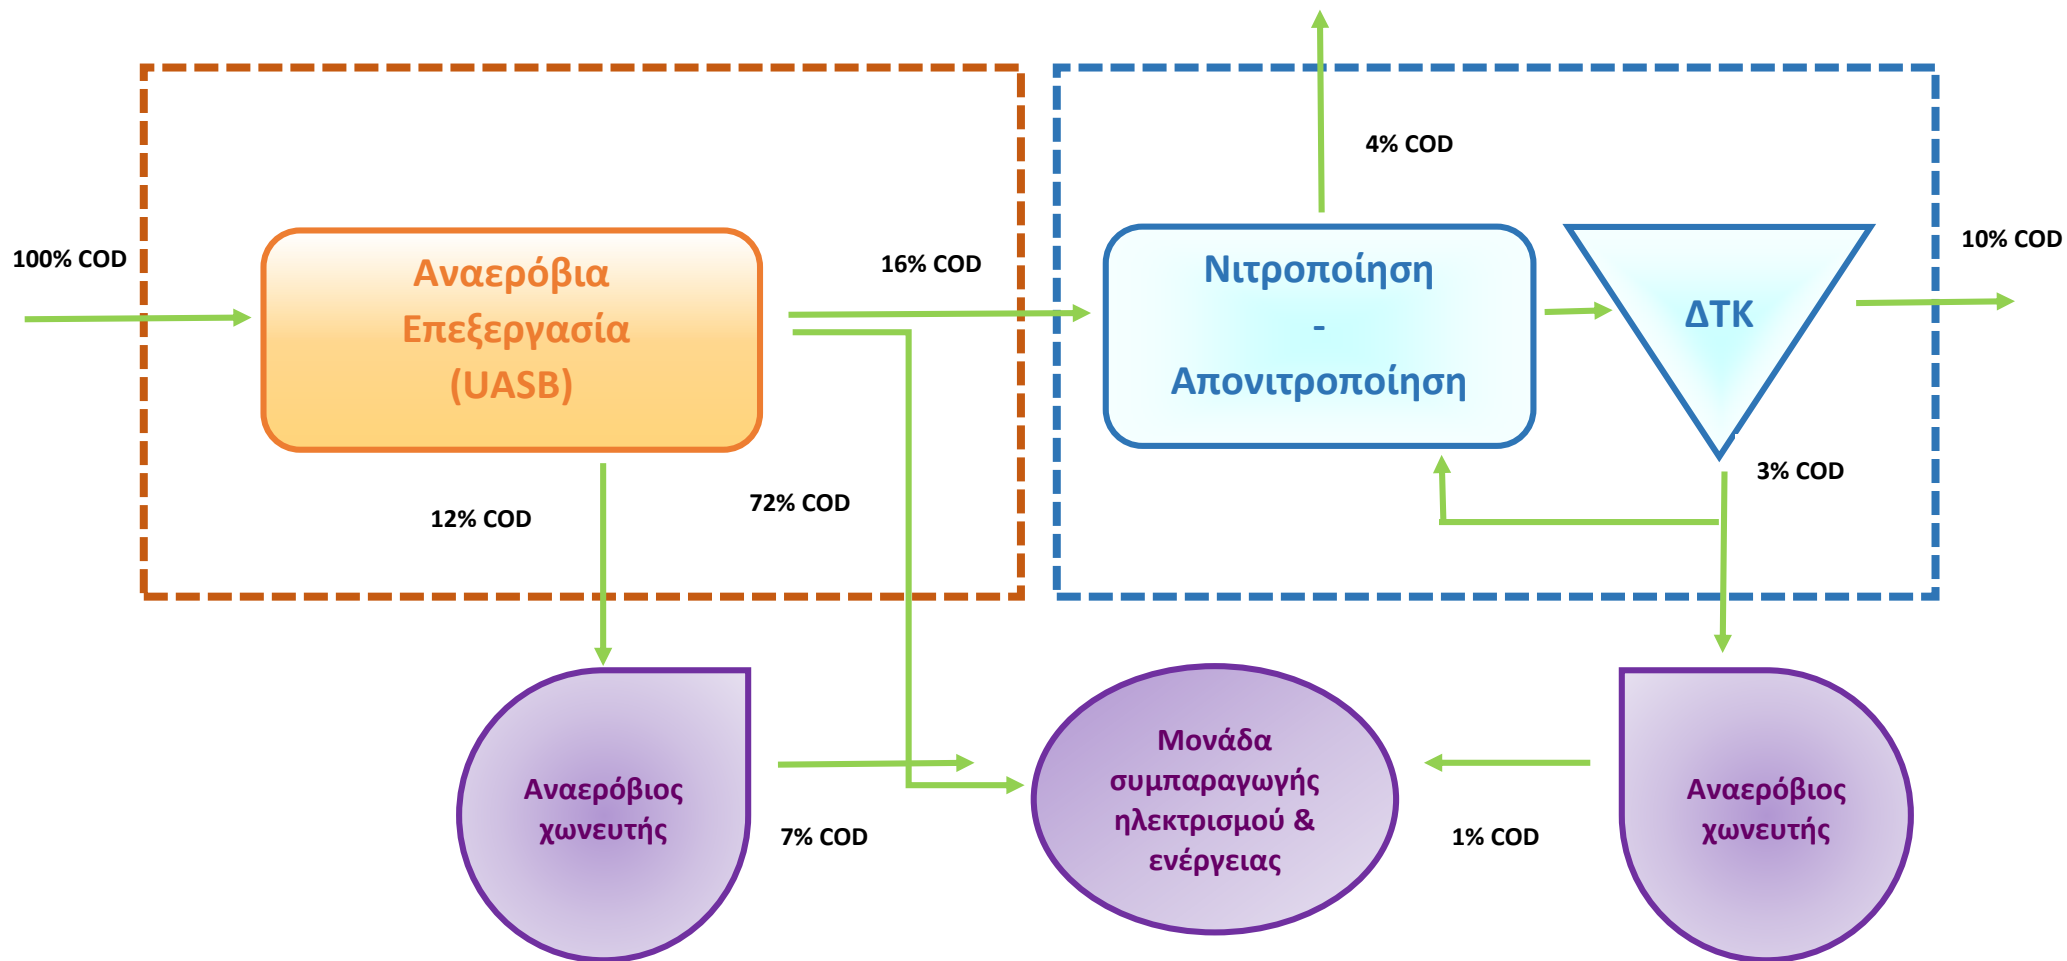 4% COD
100% COD
Αναερόβια
Επεξεργασία
(UASB)
16% COD
Νιτροποίηση
-
Απονιτροποίηση
ΔΤΚ
10% COD
12% COD
72% COD
3% COD
Αναερόβιος
χωνευτής
7% COD
Μονάδα
συμπαραγωγής
ηλεκτρισμού &
ενέργειας
1% COD
Αναερόβιος
χωνευτής